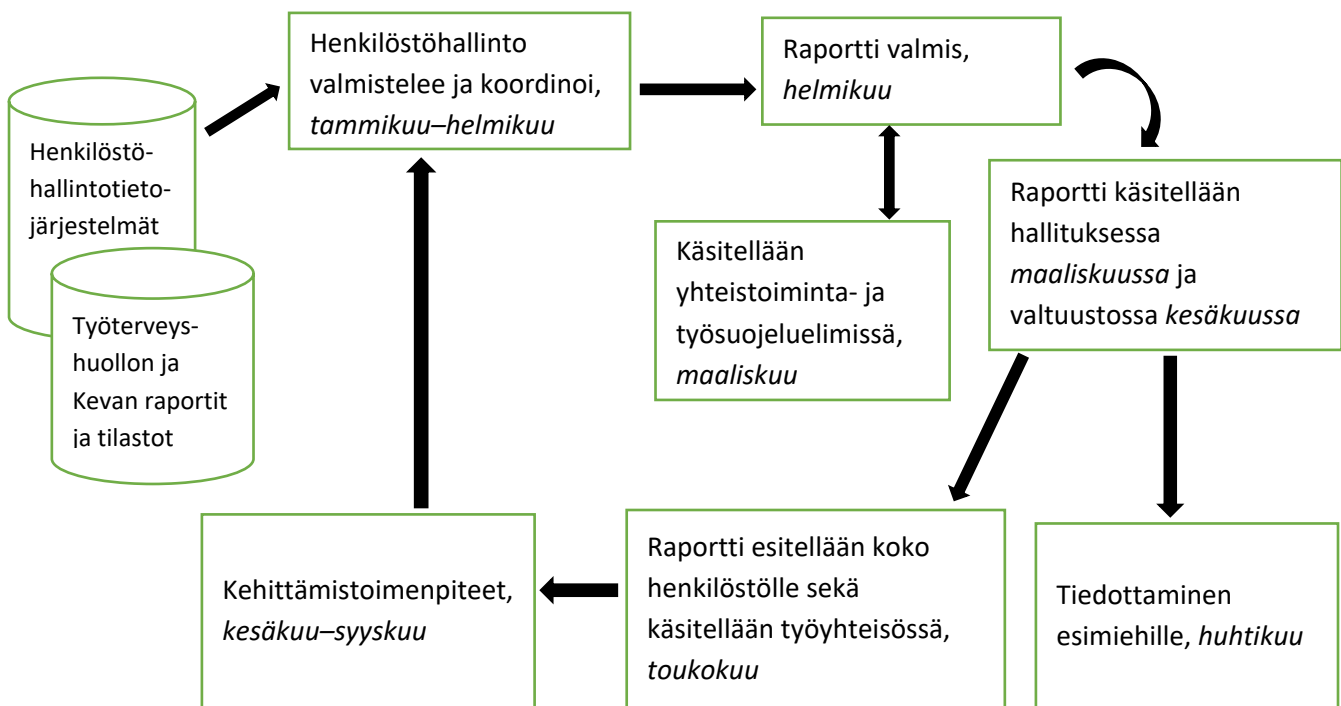 Henkilöstöhallinto
valmistelee ja koordinoi,
tammikuu–helmikuu
Raportti valmis,
helmikuu
Henkilöstö-
hallintotieto-
järjestelmät
Työterveys-
huollon ja
Kevan raportit
ja tilastot
Käsitellään
yhteistoiminta- ja
työsuojeluelimissä,
maaliskuu
Raportti käsitellään
hallituksessa
maaliskuussa ja
valtuustossa kesäkuussa
Kehittämistoimenpiteet,
kesäkuu–syyskuu
Raportti esitellään koko
henkilöstölle sekä
käsitellään työyhteisössä,
toukokuu
Tiedottaminen
esimiehille, huhtikuu